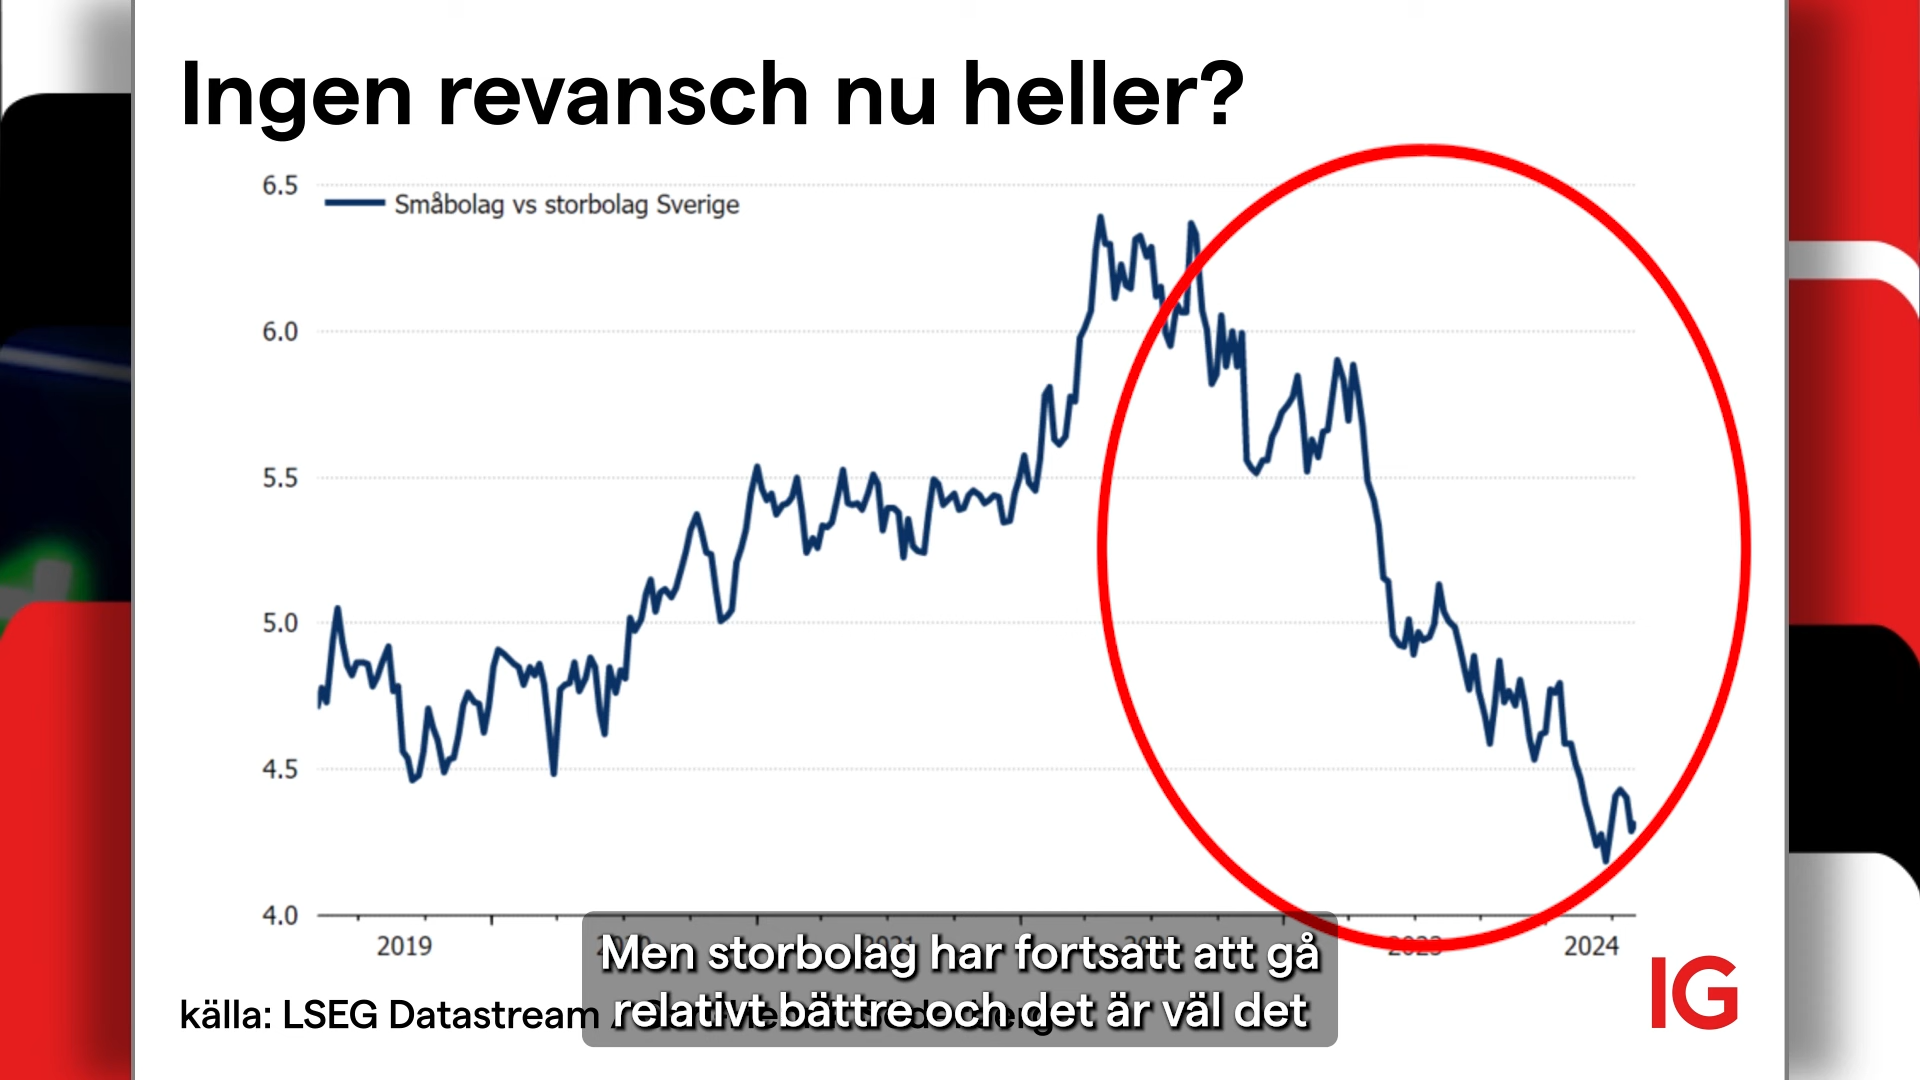 Ingen revansch nu heller?
6.5
Småbolag vs storbolag Sverige
6.0
5.5
5.0
4.5
4.0
2019
2023
2024
Men storbolag har fortsatt att gå
relativt bättre och det är väl det
källa: LSEG Datastream
IG